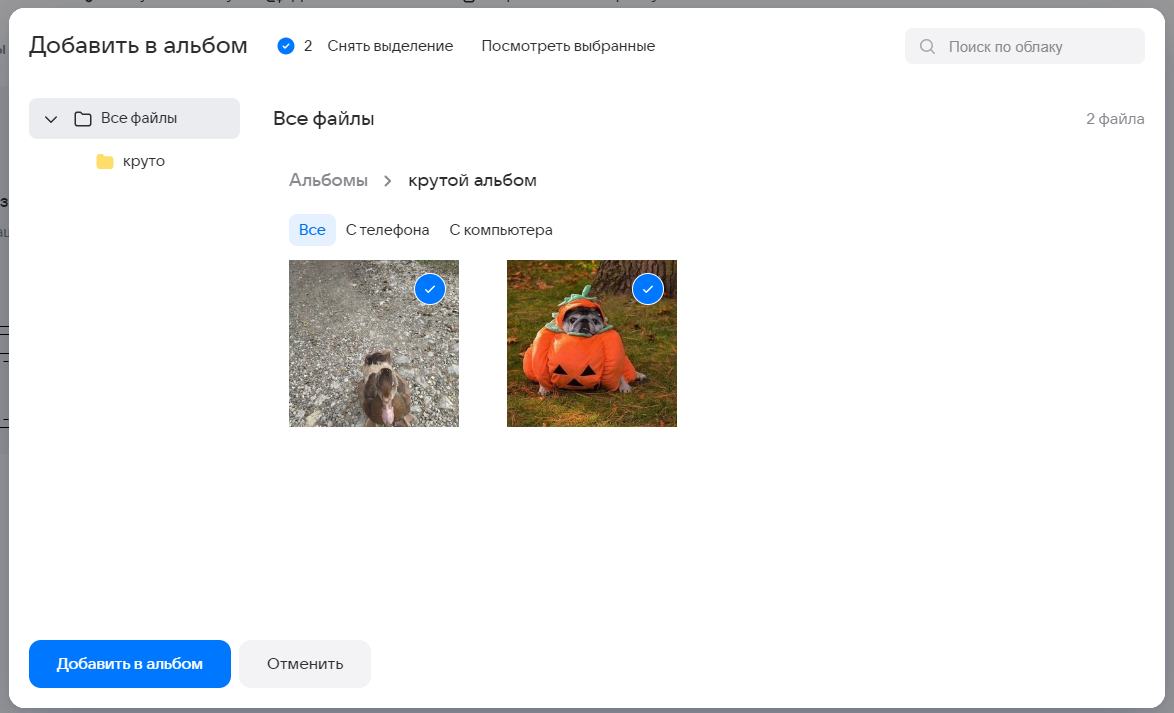 Добавить в альбом
2 Снять выделение Посмотреть выбранные
Поиск по облаку
Все файлы
круто
Все файлы
2 файла
Альбомы > крутой альбом
Все С телефона С компьютера
Добавить в альбом Отменить